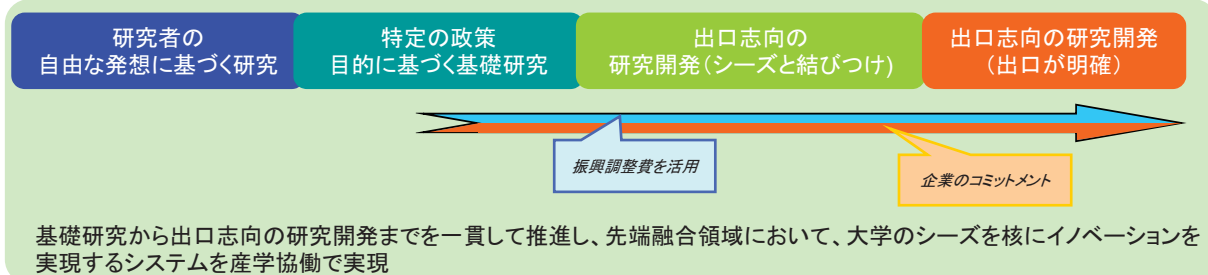 研究者の
自由な発想に基づく研究
特定の政策
目的に基づく基礎研究
出口志向の
研究開発(シーズと結びつけ)
出口志向の研究開発
(出口が明確)
振興調整費を活用
企業のコミットメント
基礎研究から出口志向の研究開発までを一貫して推進し、先端融合領域において、大学のシーズを核にイノベーションを
実現するシステムを産学協働で実現